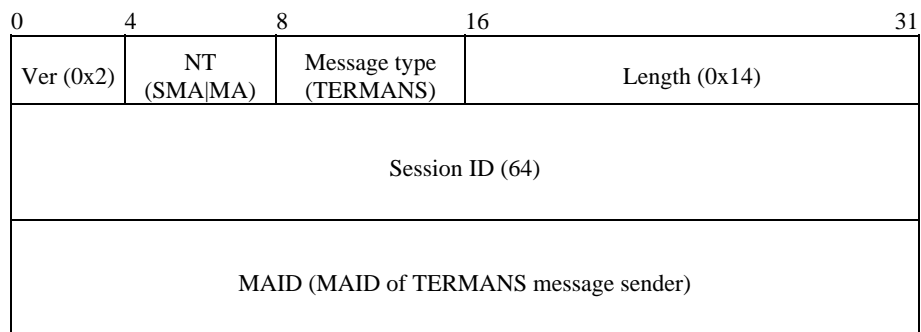 0 4 8 16 31
Ver (0x2) NT (SMA|MA) Message type (TERMANS) Length (0x14)
Session ID (64)
MAID (MAID of TERMANS message sender)